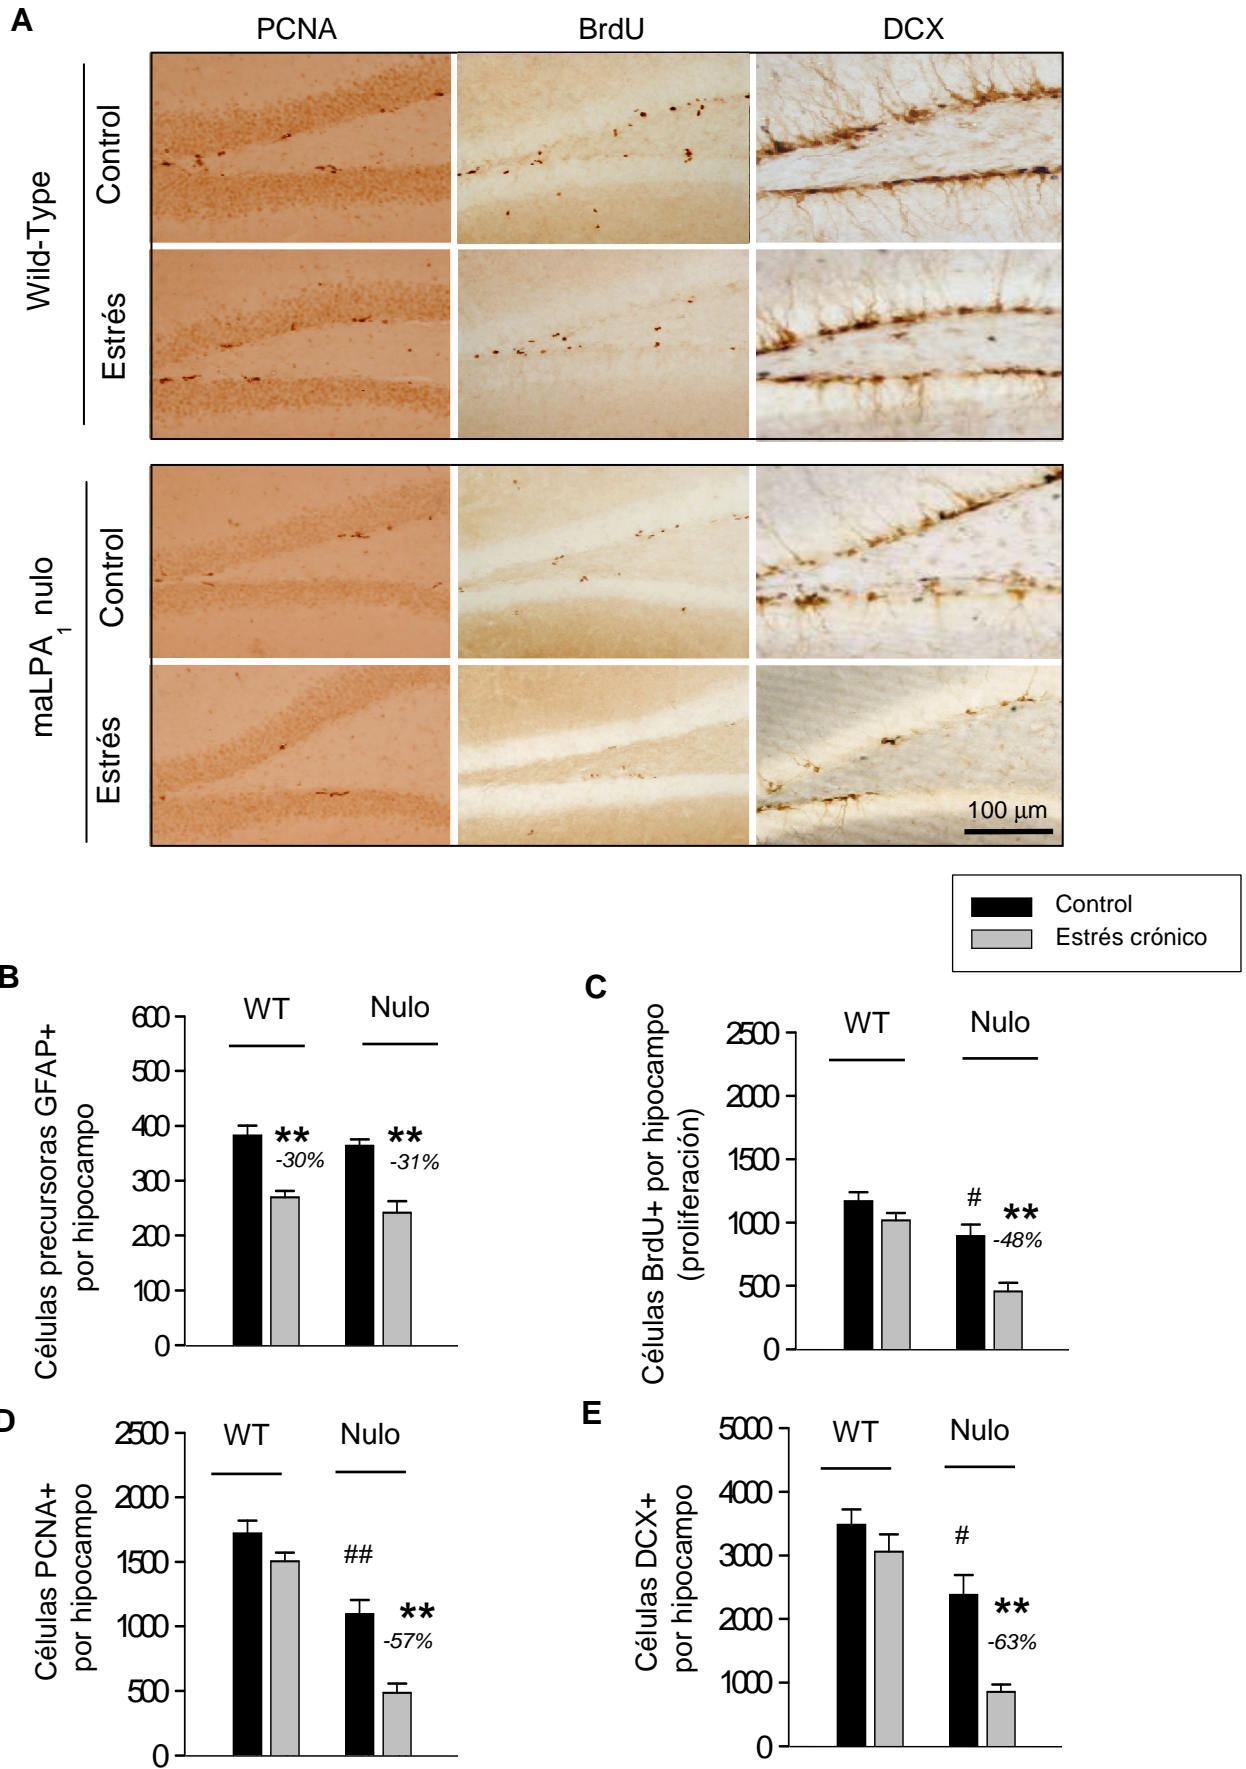 A
PCNA BrdU DCX
Wild-Type
Control
Estrés
maLPA1 nulo
Control
Estrés
100 µm
Control
Estrés crónico
B
Células precursoras GFAP+
por hipocampo
600
500
400
300
200
100
0
WT Nulo
** **
-30% -31%
C
Células BrdU+ por hipocampo
(proliferación)
2500
2000
1500
1000
500
0
WT Nulo
# **
-48%
D
Células PCNA+
por hipocampo
2500
2000
1500
1000
500
0
WT Nulo
##
**
-57%
E
Células DCX+
por hipocampo
5000
4000
3000
2000
1000
0
WT Nulo
#
**
-63%